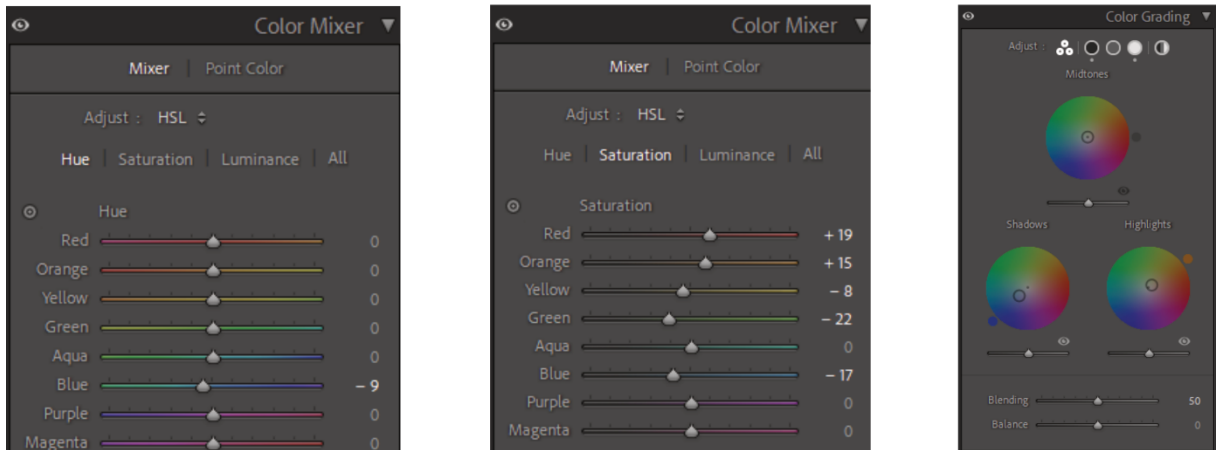 Color Mixer
Mixer | Point Color
Adjust : HSL
Hue | Saturation | Luminance | All
Hue
Red 0
Orange 0
Yellow 0
Green 0
Aqua 0
Blue – 9
Purple 0
Magenta 0
Color Mixer
Mixer | Point Color
Adjust : HSL
Hue | Saturation | Luminance | All
Saturation
Red + 19
Orange + 15
Yellow – 8
Green – 22
Aqua 0
Blue – 17
Purple 0
Magenta 0
Color Grading
Adjust :
Midtones
Shadows Highlights
Blending 50
Balance 0